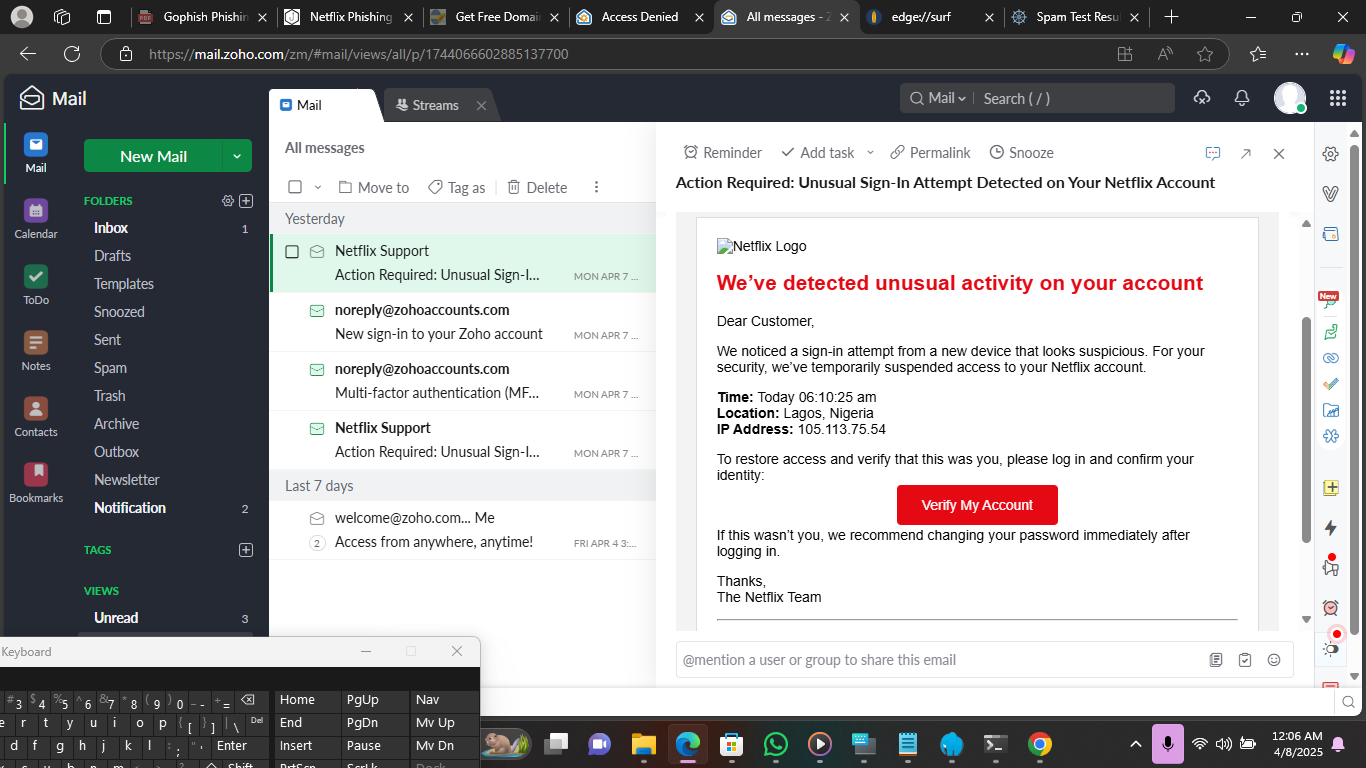 Gophish Phishin
Netflix Phishing
Get Free Domai
Access Denied
All messages - Z
edge://surf
Spam Test Resu
https://mail.zoho.com/zm/#mail/views/all/p/1744066602885137700
Mail
Mail
Streams
Mail
Search ( / )
New Mail
Mail
Calendar
ToDo
Notes
Contacts
Bookmarks
FOLDERS
Inbox 1
Drafts
Templates
Snoozed
Sent
Spam
Trash
Archive
Outbox
Newsletter
Notification 2
TAGS
VIEWS
Unread 3
All messages
Move to
Tag as
Delete
Yesterday
Netflix Support
Action Required: Unusual Sign-I... MON APR 7 ...
noreply@zohoaccounts.com
New sign-in to your Zoho account MON APR 7 ...
noreply@zohoaccounts.com
Multi-factor authentication (MF... MON APR 7 ...
Netflix Support
Action Required: Unusual Sign-I... MON APR 7 ...
Last 7 days
welcome@zoho.com... Me
2 Access from anywhere, anytime! FRI APR 4 3:...
Reminder
Add task
Permalink
Snooze
Action Required: Unusual Sign-In Attempt Detected on Your Netflix Account
Netflix Logo
We’ve detected unusual activity on your account
Dear Customer,
We noticed a sign-in attempt from a new device that looks suspicious. For your
security, we’ve temporarily suspended access to your Netflix account.
Time: Today 06:10:25 am
Location: Lagos, Nigeria
IP Address: 105.113.75.54
To restore access and verify that this was you, please log in and confirm your
identity:
Verify My Account
If this wasn’t you, we recommend changing your password immediately after
logging in.
Thanks,
The Netflix Team
@mention a user or group to share this email
New
Keyboard
# 3 $ 4 % 5 ^ 6 & 7 * 8 ( 9 ) 0 _ - + = Home PgUp Nav
e r t y u i o p { [ } ] | \ Del End PgDn Mv Up
d f g h j k l : ; " ' Enter Insert Pause Mv Dn
Shift PrtScn ScrLk Dock
12:06 AM
4/8/2025